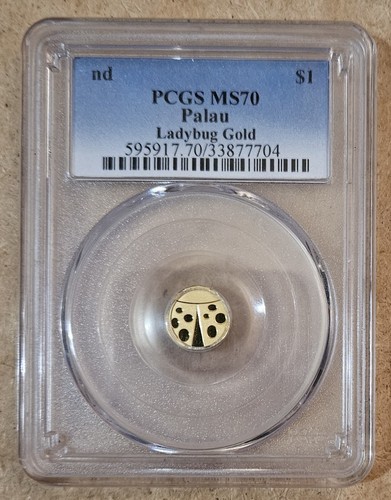 nd $1
PCGS MS70
Palau
Ladybug Gold
595917.70/33877704